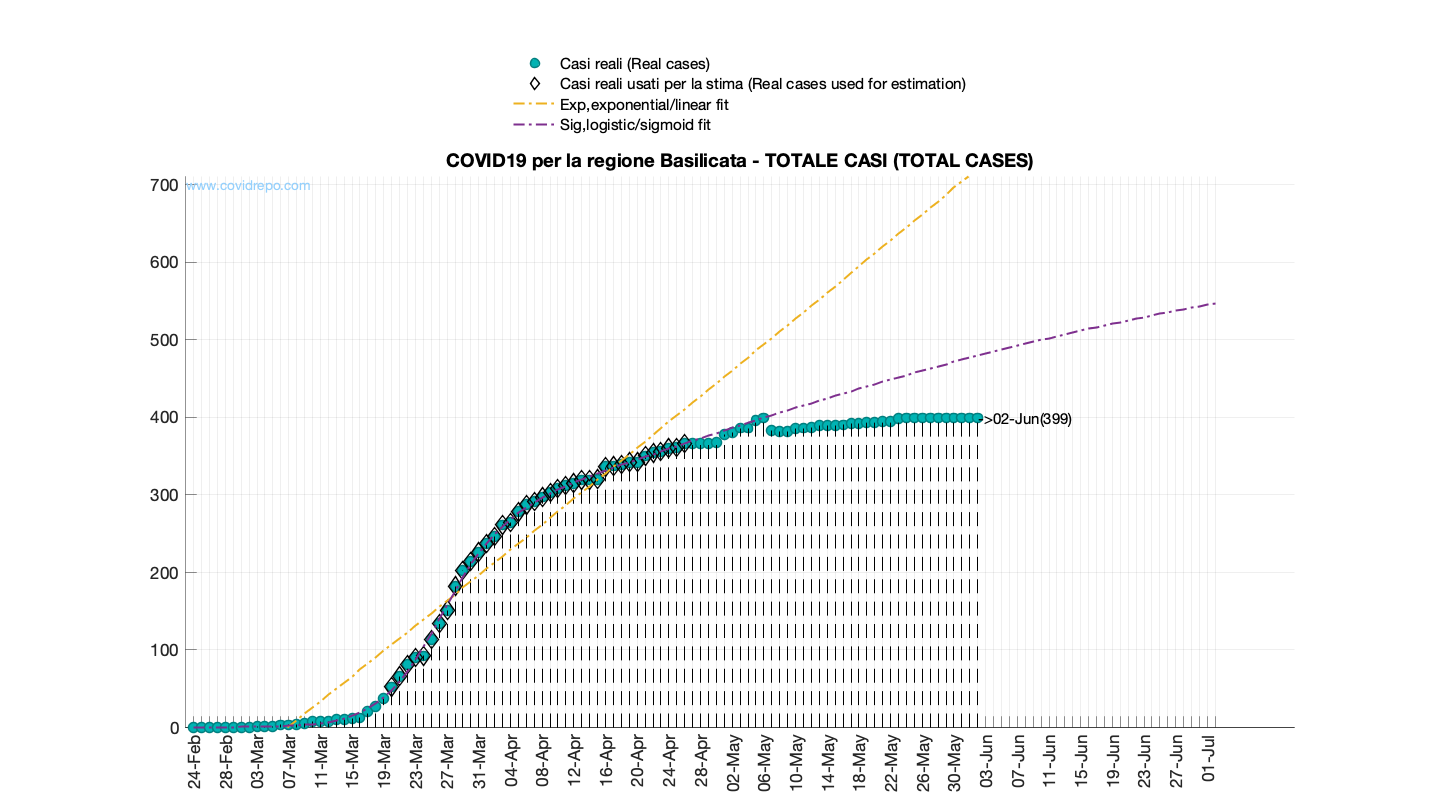 Casi reali (Real cases)
Casi reali usati per la stima (Real cases used for estimation)
Exp,exponential/linear fit
Sig,logistic/sigmoid fit
COVID19 per la regione Basilicata - TOTALE CASI (TOTAL CASES)
www.covidrepo.com
700
600
500
400
300
200
100
0
>02-Jun(399)
24-Feb
28-Feb
03-Mar
07-Mar
11-Mar
15-Mar
19-Mar
23-Mar
27-Mar
31-Mar
04-Apr
08-Apr
12-Apr
16-Apr
20-Apr
24-Apr
28-Apr
02-May
06-May
10-May
14-May
18-May
22-May
26-May
30-May
03-Jun
07-Jun
11-Jun
15-Jun
19-Jun
23-Jun
27-Jun
01-Jul